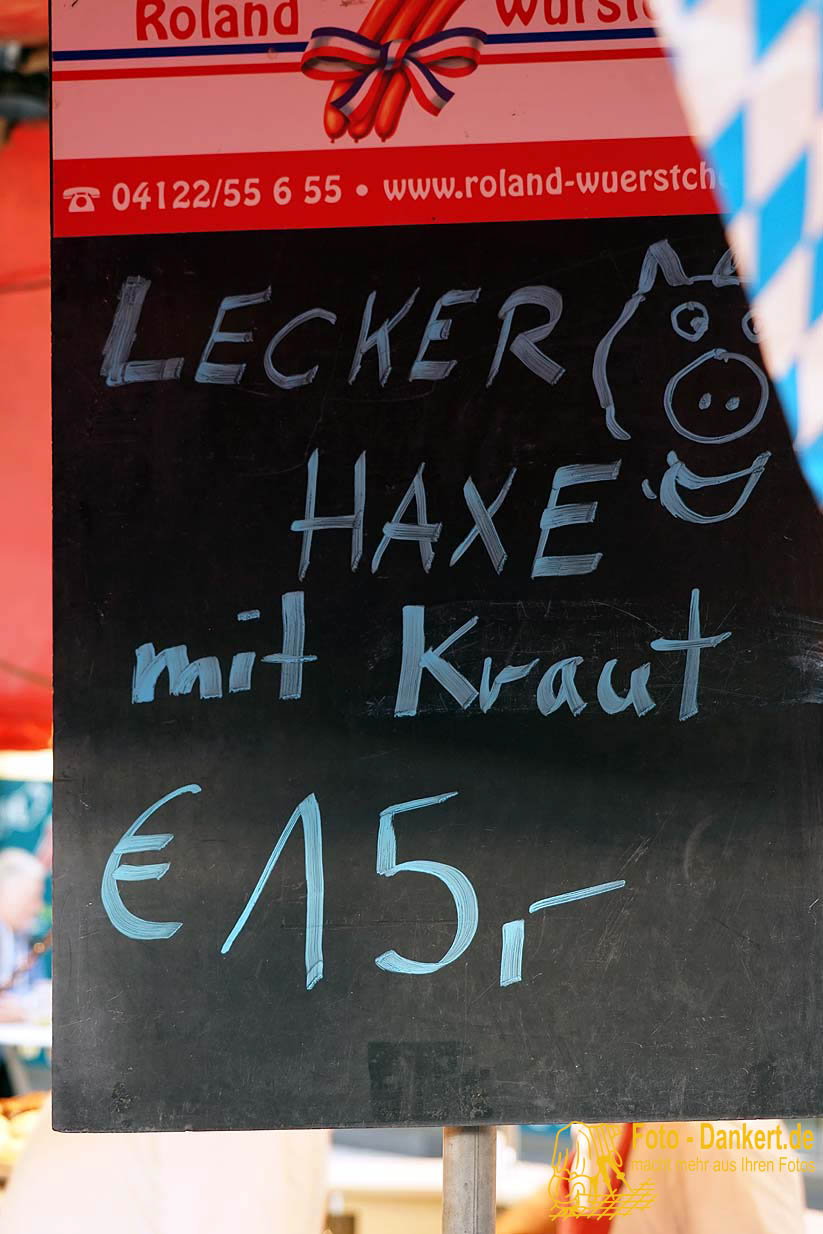 Roland
04122/55 6 55 • www.roland-wuerstch
LECKER
HAXE
mit Kraut
€ 15,-
Foto - Dankert.de
macht mehr aus Ihren Fotos